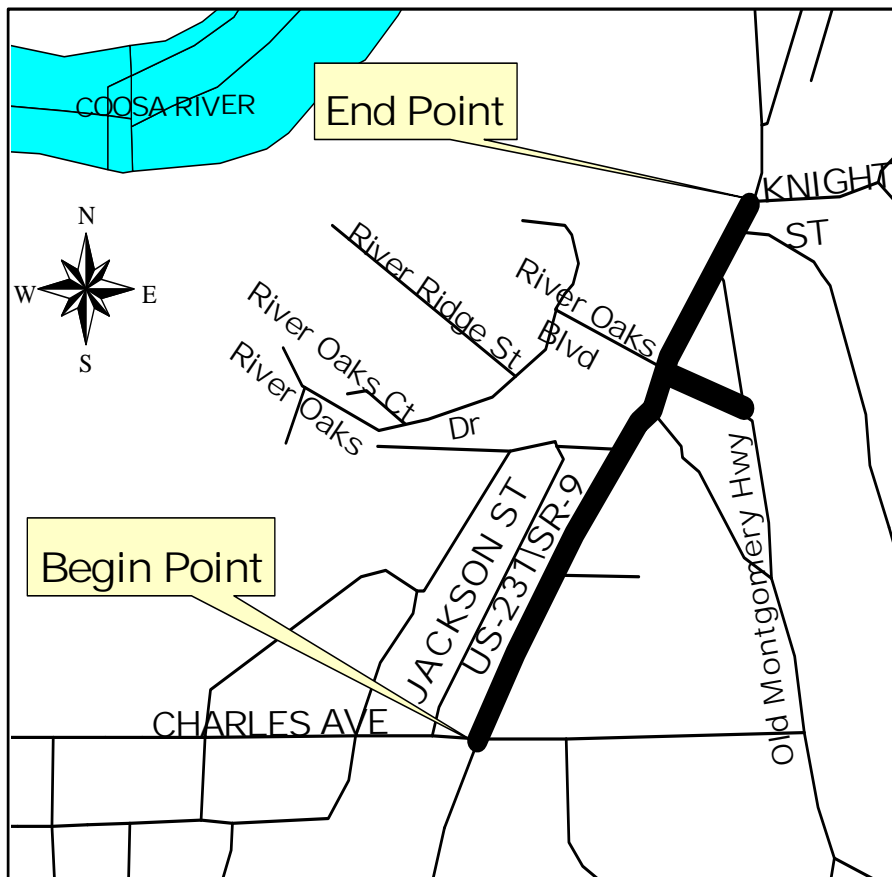 COOSA RIVER
End Point
KNIGHT
ST
N
W E
S
River Ridge St
River Oaks
Blvd
River Oaks Ct
River Oaks
Dr
Old Montgomery Hwy
JACKSON ST
US-231/SR-9
Begin Point
CHARLES AVE